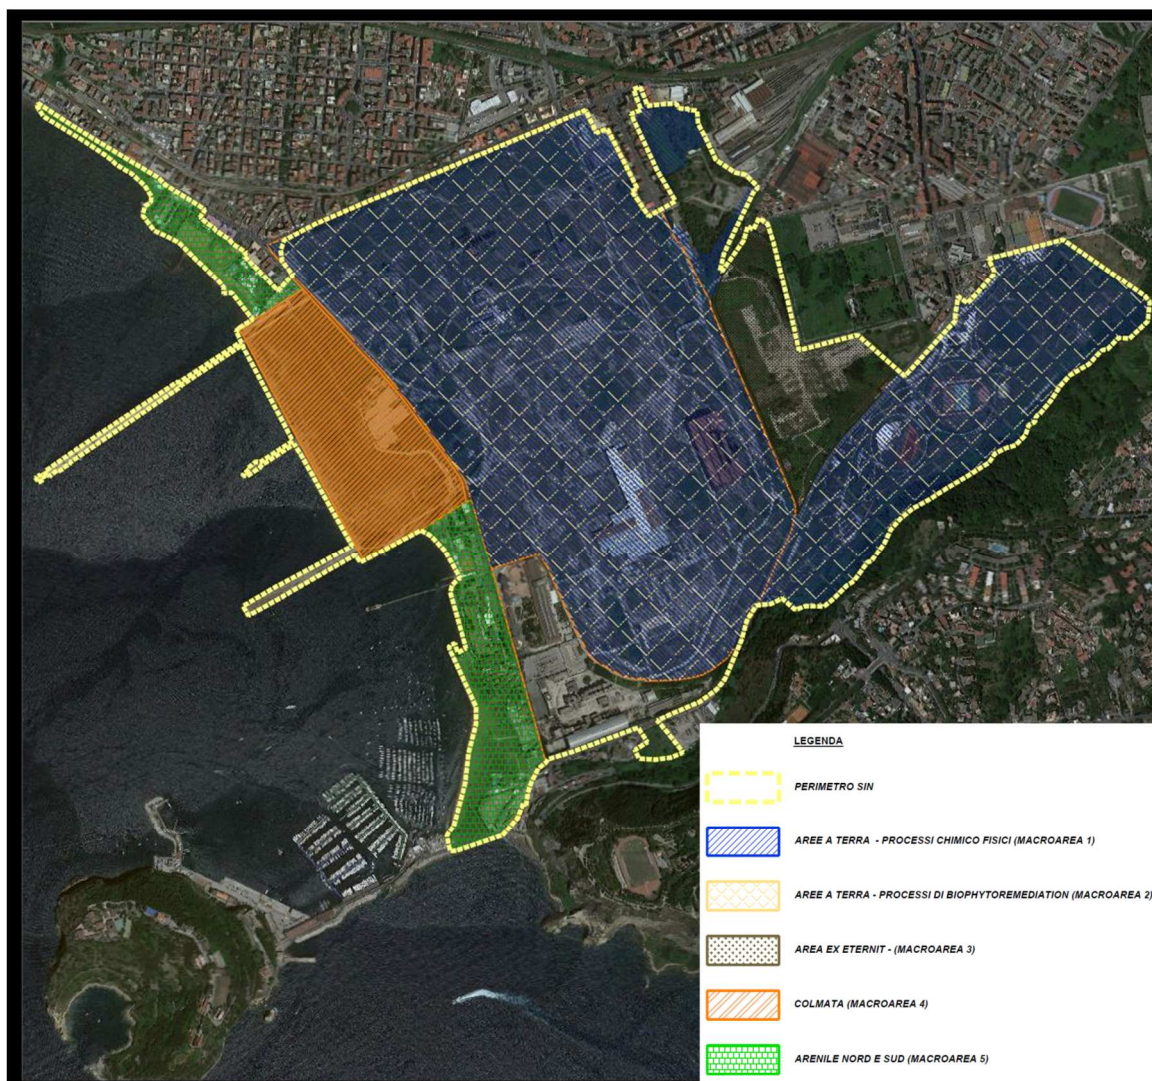 LEGENDA
PERIMETRO SIN
AREE A TERRA - PROCESSI CHIMICO FISICI (MACROAREA 1)
AREE A TERRA - PROCESSI DI BIOPHYTOREMEDIATION (MACROAREA 2)
AREA EX ETERNIT - (MACROAREA 3)
COLMATA (MACROAREA 4)
ARENILE NORD E SUD (MACROAREA 5)